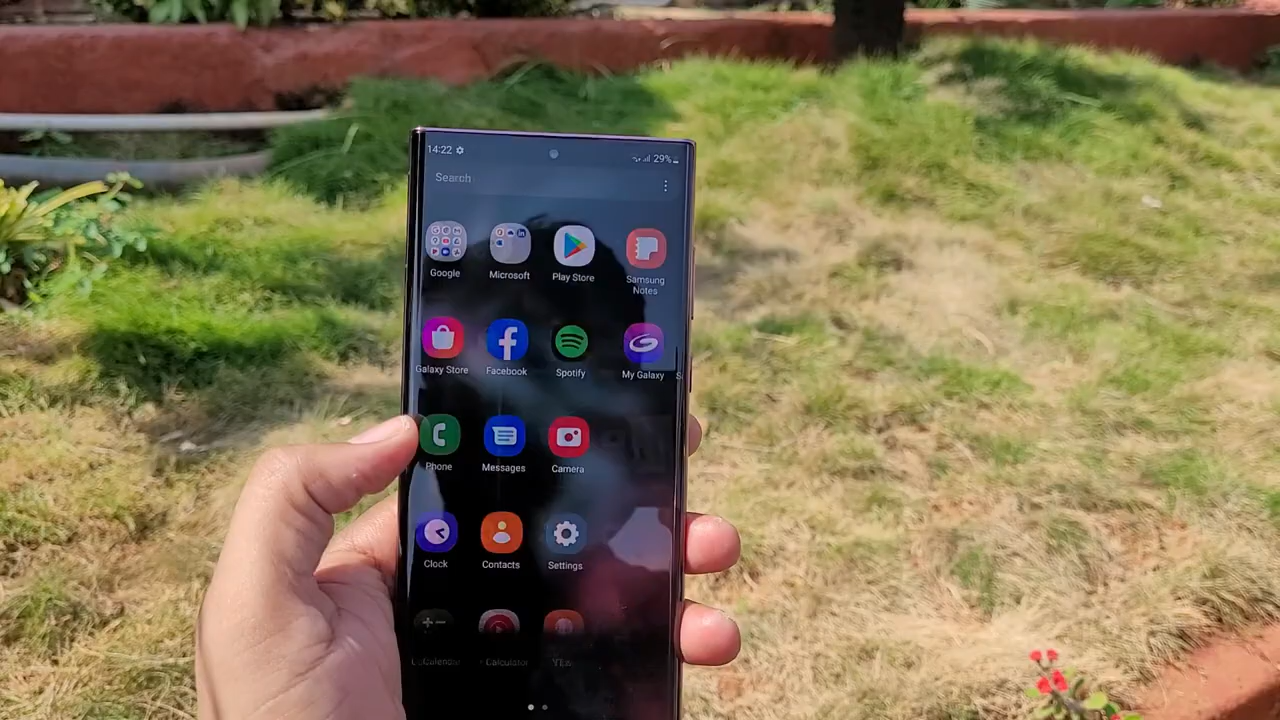 14:22
29%
Search
Google
Microsoft
Play Store
Samsung
Notes
Galaxy Store
Facebook
Spotify
My Galaxy
Phone
Messages
Camera
Clock
Contacts
Settings
Calculator